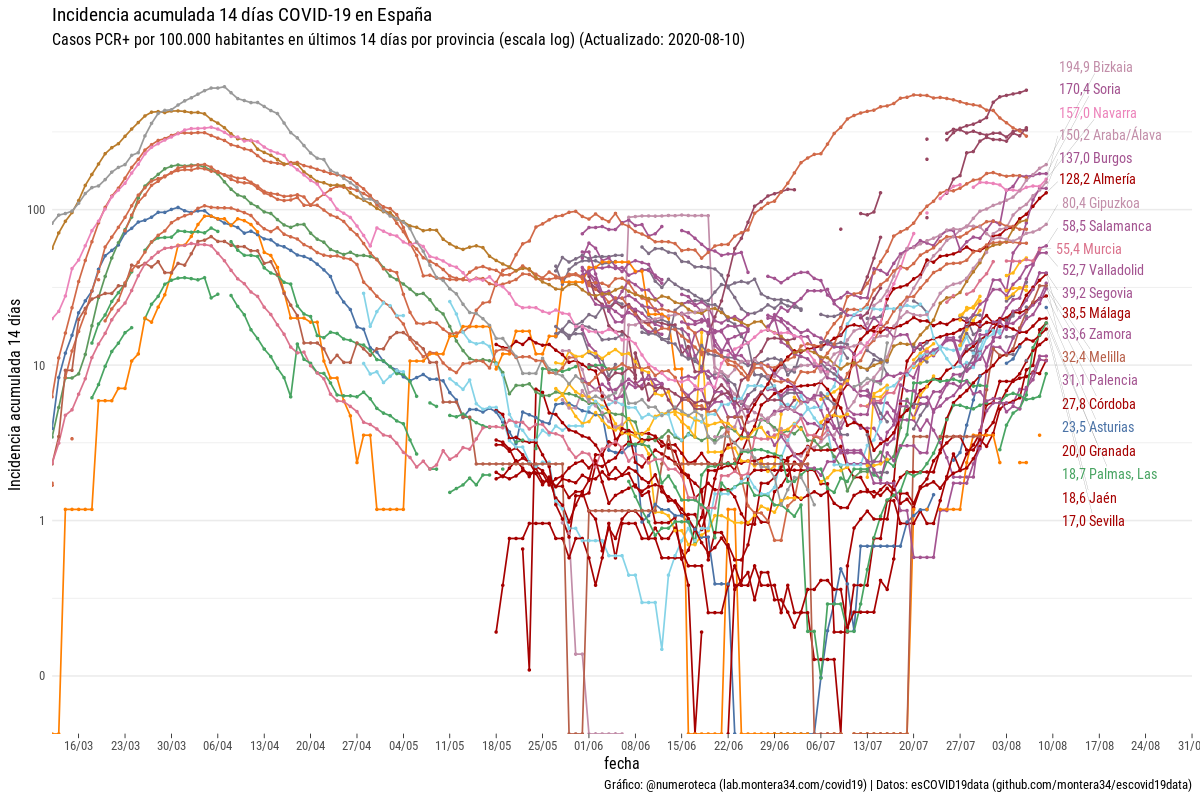 Incidencia acumulada 14 días COVID-19 en España
Casos PCR+ por 100.000 habitantes en últimos 14 días por provincia (escala log) (Actualizado: 2020-08-10)
194,9 Bizkaia
170,4 Soria
157,0 Navarra
150,2 Araba/Álava
137,0 Burgos
128,2 Almería
80,4 Gipuzkoa
58,5 Salamanca
55,4 Murcia
52,7 Valladolid
39,2 Segovia
38,5 Málaga
33,6 Zamora
32,4 Melilla
31,1 Palencia
27,8 Córdoba
23,5 Asturias
20,0 Granada
18,7 Palmas, Las
18,6 Jaén
17,0 Sevilla
Incidencia acumulada 14 días
100
10
1
0
16/03 23/03 30/03 06/04 13/04 20/04 27/04 04/05 11/05 18/05 25/05 01/06 08/06 15/06 22/06 29/06 06/07 13/07 20/07 27/07 03/08 10/08 17/08 24/08 31/0
fecha
Gráfico: @numeroteca (lab.montera34.com/covid19) | Datos: esCOVID19data (github.com/montera34/escovid19data)